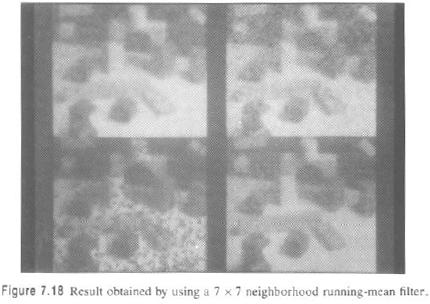 Figure 7.18 Result obtained by using a 7 × 7 neighborhood running-mean filter.